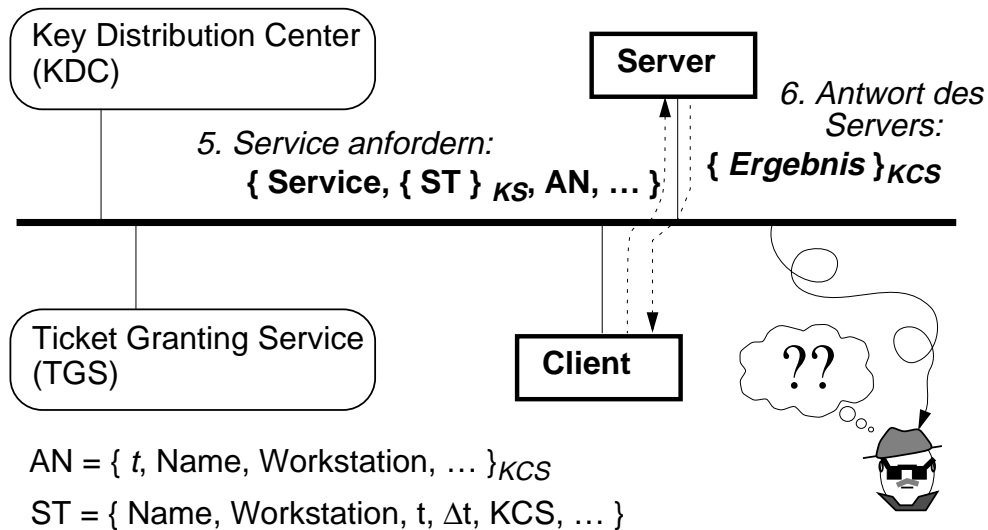 Key Distribution Center
(KDC)
Server
6. Antwort des
Servers:
{ Ergebnis }KCS
5. Service anfordern:
{ Service, { ST } KS, AN, … }
Ticket Granting Service
(TGS)
Client
??
AN = { t, Name, Workstation, … }KCS
ST = { Name, Workstation, t, Δt, KCS, … }